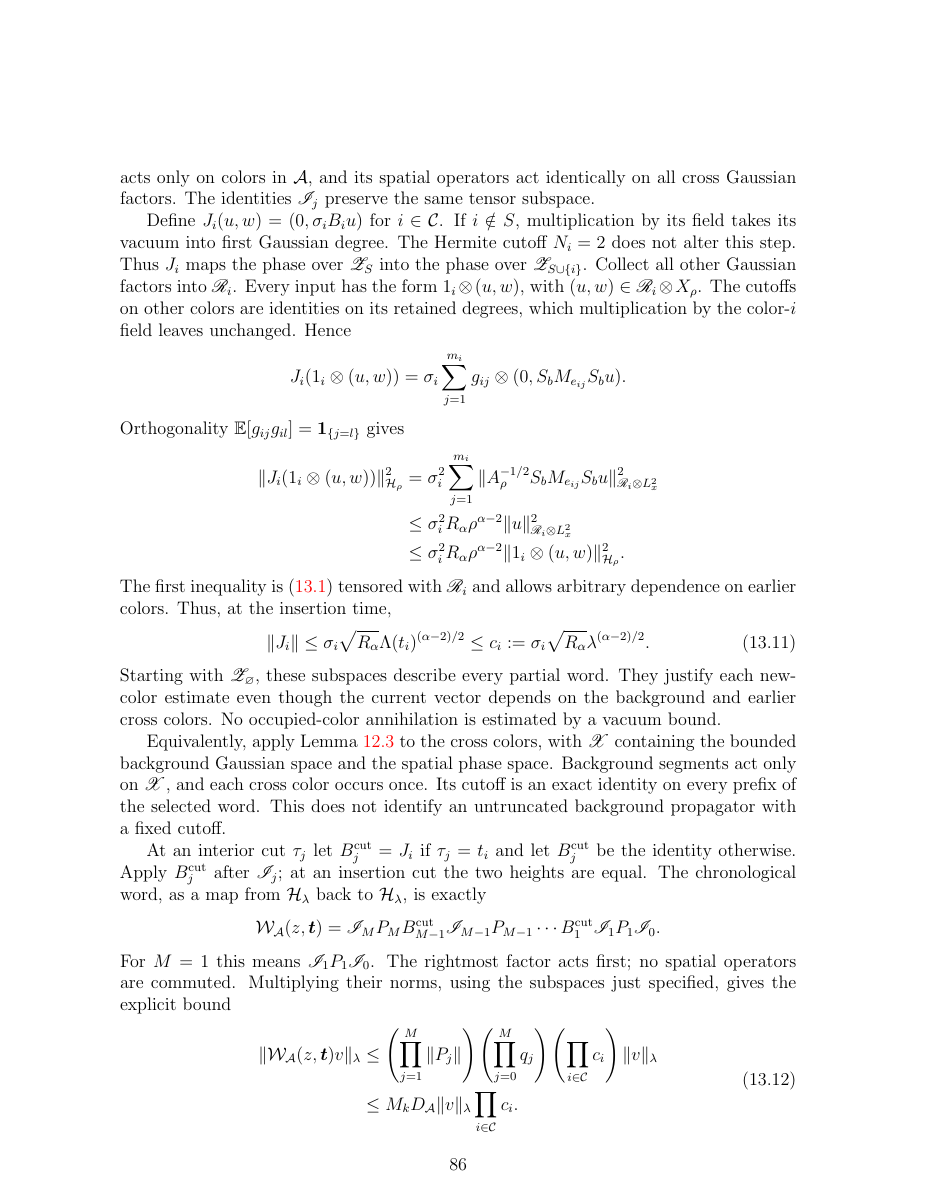 acts only on colors in 𝒜, and its spatial operators act identically on all cross Gaussian
factors. The identities ℐ_j preserve the same tensor subspace.
Define J_i(u, w) = (0, σ_i B_i u) for i ∈ 𝒞. If i ∉ S, multiplication by its field takes its
vacuum into first Gaussian degree. The Hermite cutoff N_i = 2 does not alter this step.
Thus J_i maps the phase over 𝒵_S into the phase over 𝒵_{S∪{i}}. Collect all other Gaussian
factors into ℛ_i. Every input has the form 1_i ⊗ (u, w), with (u, w) ∈ ℛ_i ⊗ X_ρ. The cutoffs
on other colors are identities on its retained degrees, which multiplication by the color-i
field leaves unchanged. Hence
J_i(1_i ⊗ (u, w)) = σ_i ∑_{j=1}^{m_i} g_{ij} ⊗ (0, S_b M_{e_{ij}} S_b u).
Orthogonality 𝔼[g_{ij} g_{il}] = 𝟏_{{j=l}} gives
‖J_i(1_i ⊗ (u, w))‖²_{ℋ_ρ} = σ_i² ∑_{j=1}^{m_i} ‖A_ρ^{−1/2} S_b M_{e_{ij}} S_b u‖²_{ℛ_i⊗L²_x}
≤ σ_i² R_α ρ^{α−2} ‖u‖²_{ℛ_i⊗L²_x}
≤ σ_i² R_α ρ^{α−2} ‖1_i ⊗ (u, w)‖²_{ℋ_ρ}.
The first inequality is (13.1) tensored with ℛ_i and allows arbitrary dependence on earlier
colors. Thus, at the insertion time,
‖J_i‖ ≤ σ_i √R_α Λ(t_i)^{(α−2)/2} ≤ c_i := σ_i √R_α λ^{(α−2)/2}. (13.11)
Starting with 𝒵_∅, these subspaces describe every partial word. They justify each new-
color estimate even though the current vector depends on the background and earlier
cross colors. No occupied-color annihilation is estimated by a vacuum bound.
Equivalently, apply Lemma 12.3 to the cross colors, with 𝒳 containing the bounded
background Gaussian space and the spatial phase space. Background segments act only
on 𝒳, and each cross color occurs once. Its cutoff is an exact identity on every prefix of
the selected word. This does not identify an untruncated background propagator with
a fixed cutoff.
At an interior cut τ_j let B_j^{cut} = J_i if τ_j = t_i and let B_j^{cut} be the identity otherwise.
Apply B_j^{cut} after ℐ_j; at an insertion cut the two heights are equal. The chronological
word, as a map from ℋ_λ back to ℋ_λ, is exactly
𝒲_𝒜(z, 𝒕) = ℐ_M P_M B_{M−1}^{cut} ℐ_{M−1} P_{M−1} ⋯ B_1^{cut} ℐ_1 P_1 ℐ_0.
For M = 1 this means ℐ_1 P_1 ℐ_0. The rightmost factor acts first; no spatial operators
are commuted. Multiplying their norms, using the subspaces just specified, gives the
explicit bound
‖𝒲_𝒜(z, 𝒕)v‖_λ ≤ (∏_{j=1}^{M} ‖P_j‖) (∏_{j=0}^{M} q_j) (∏_{i∈𝒞} c_i) ‖v‖_λ
(13.12)
≤ M_k D_𝒜 ‖v‖_λ ∏_{i∈𝒞} c_i.
86